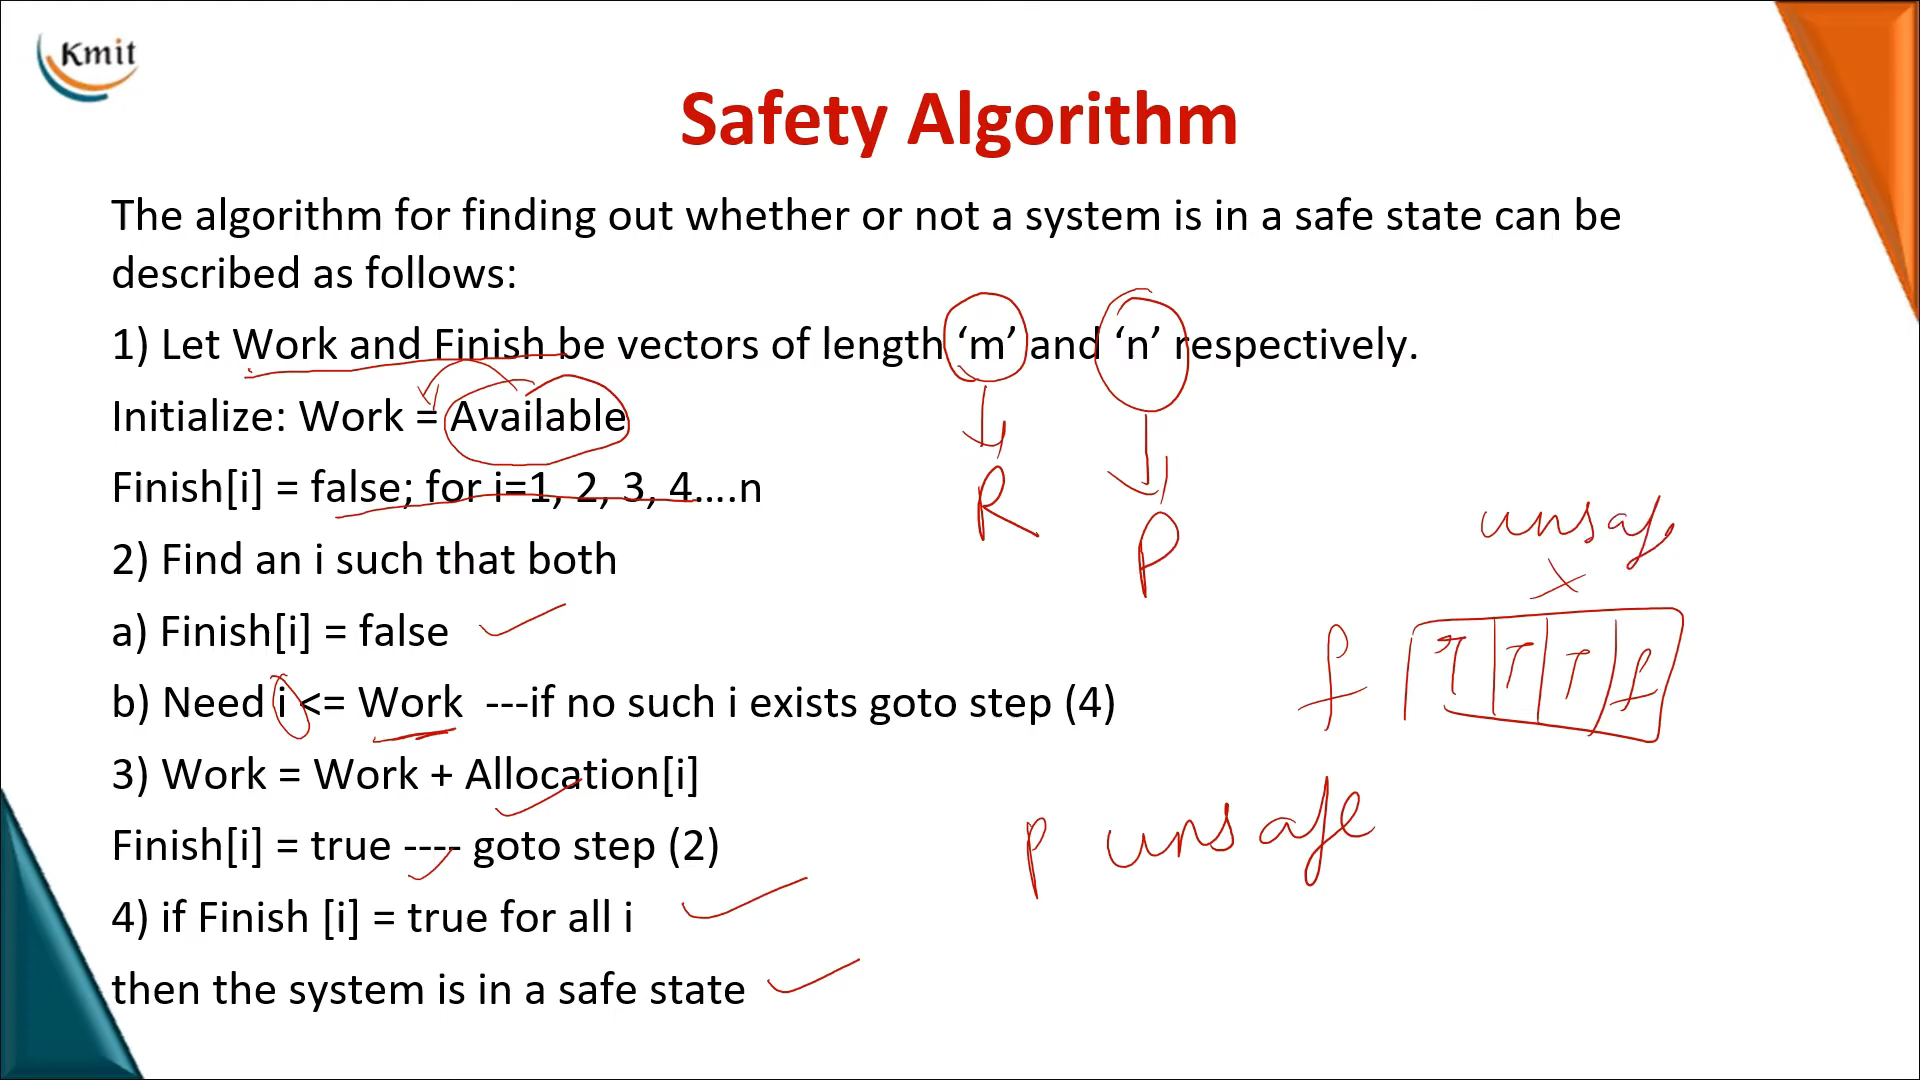 Kmit
Safety Algorithm
The algorithm for finding out whether or not a system is in a safe state can be
described as follows:
1) Let Work and Finish be vectors of length ‘m’ and ‘n’ respectively.
Initialize: Work = Available
Finish[i] = false; for i=1, 2, 3, 4....n
R
P
unsafe
2) Find an i such that both
a) Finish[i] = false
f T T T f
b) Need i <= Work ---if no such i exists goto step (4)
3) Work = Work + Allocation[i]
Finish[i] = true ---- goto step (2)
p unsafe
4) if Finish [i] = true for all i
then the system is in a safe state